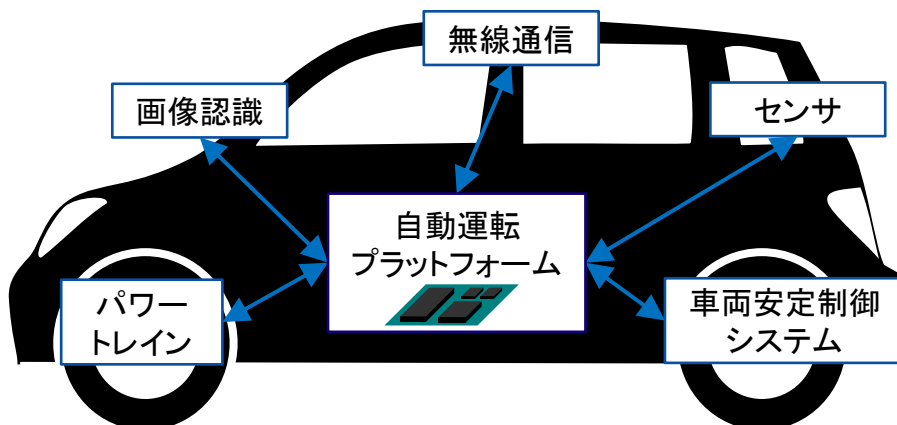 無線通信
画像認識
センサ
自動運転
プラットフォーム
パワー
トレイン
車両安定制御
システム